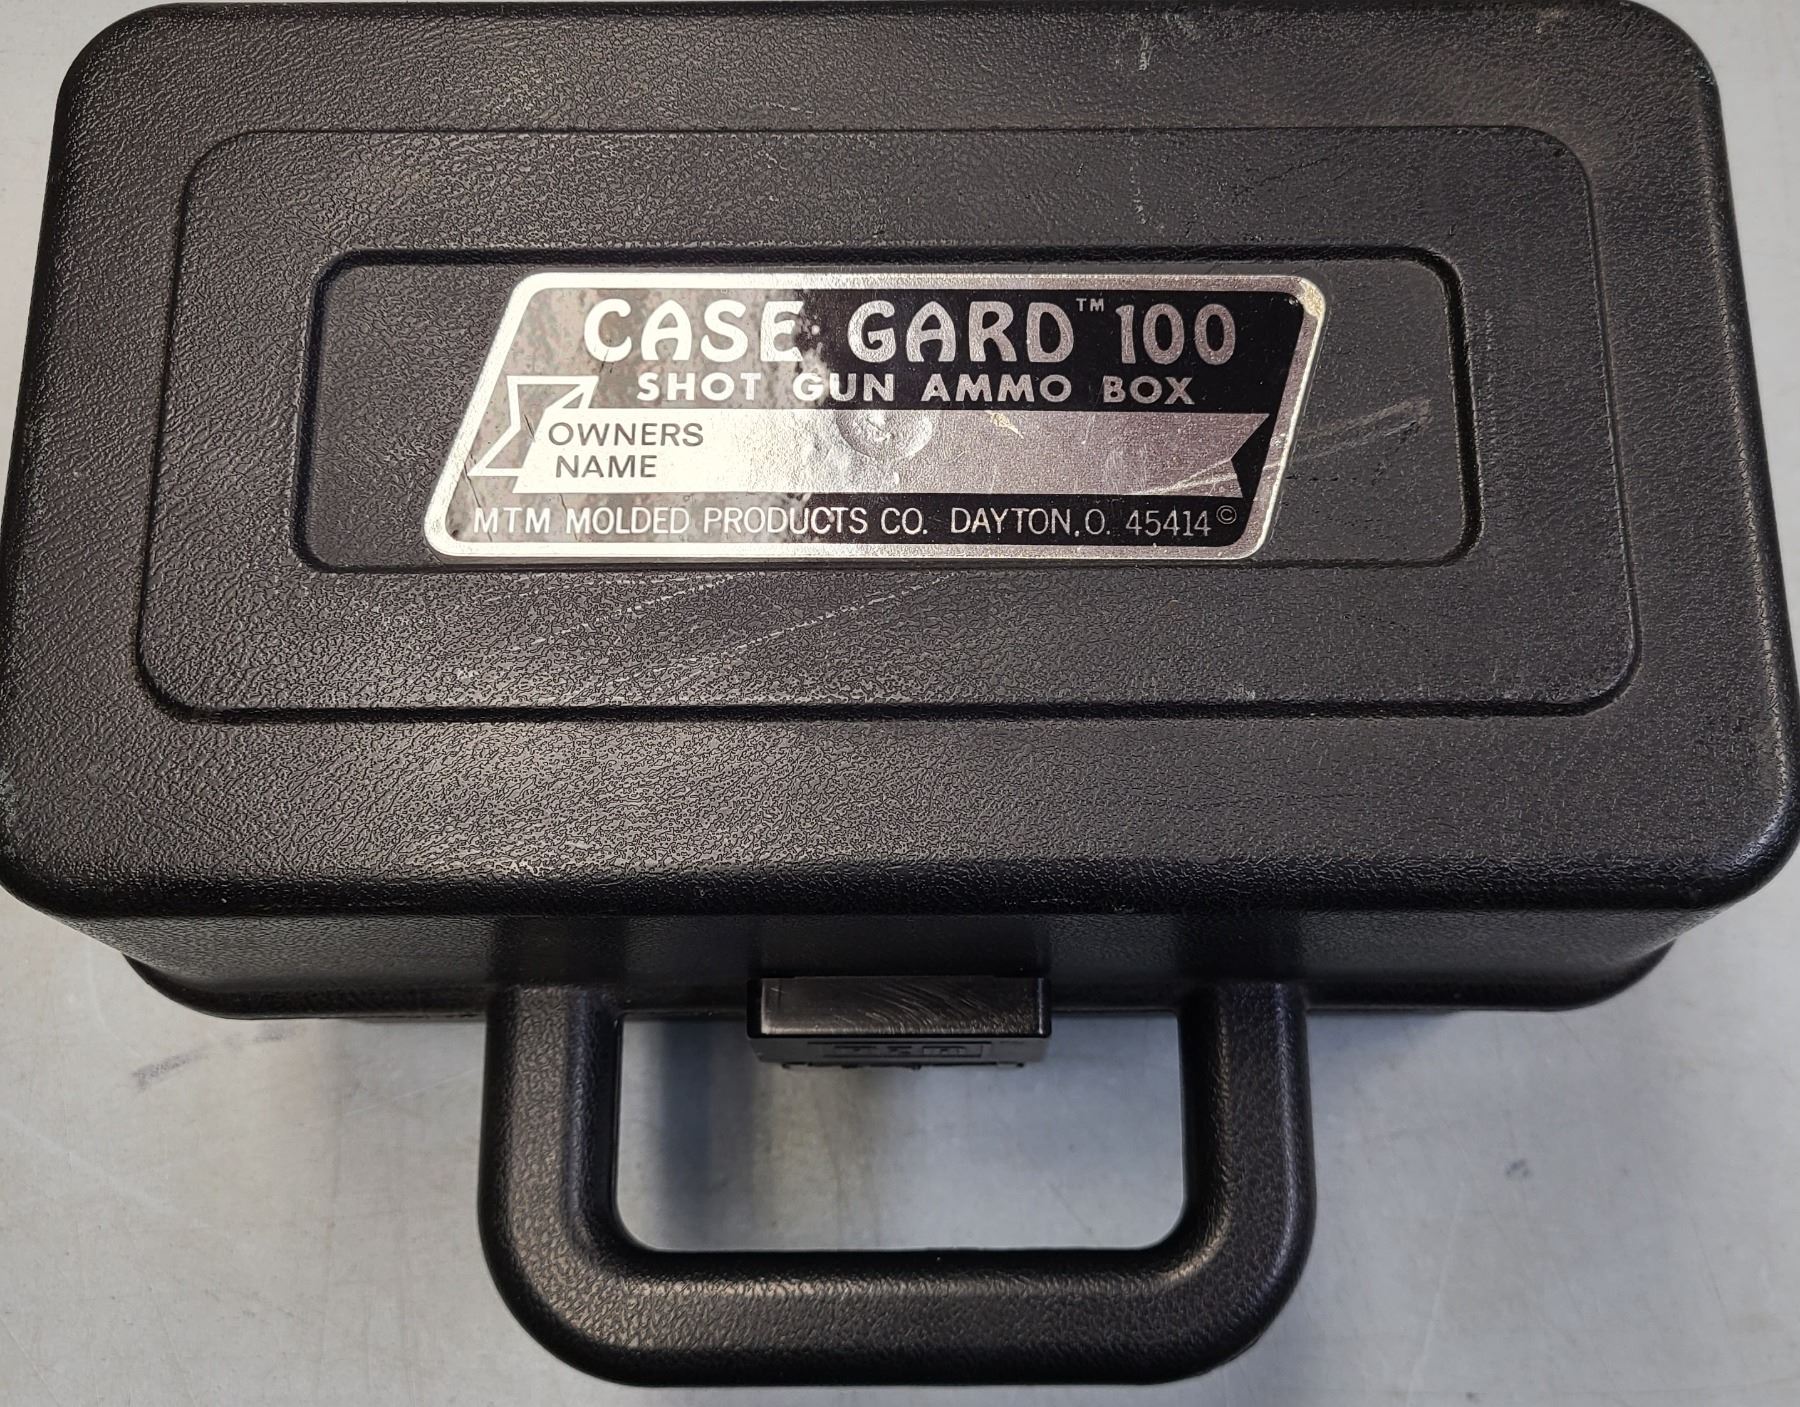 CASE GARD™ 100
SHOT GUN AMMO BOX
OWNERS
NAME
MTM MOLDED PRODUCTS CO. DAYTON, O. 45414©